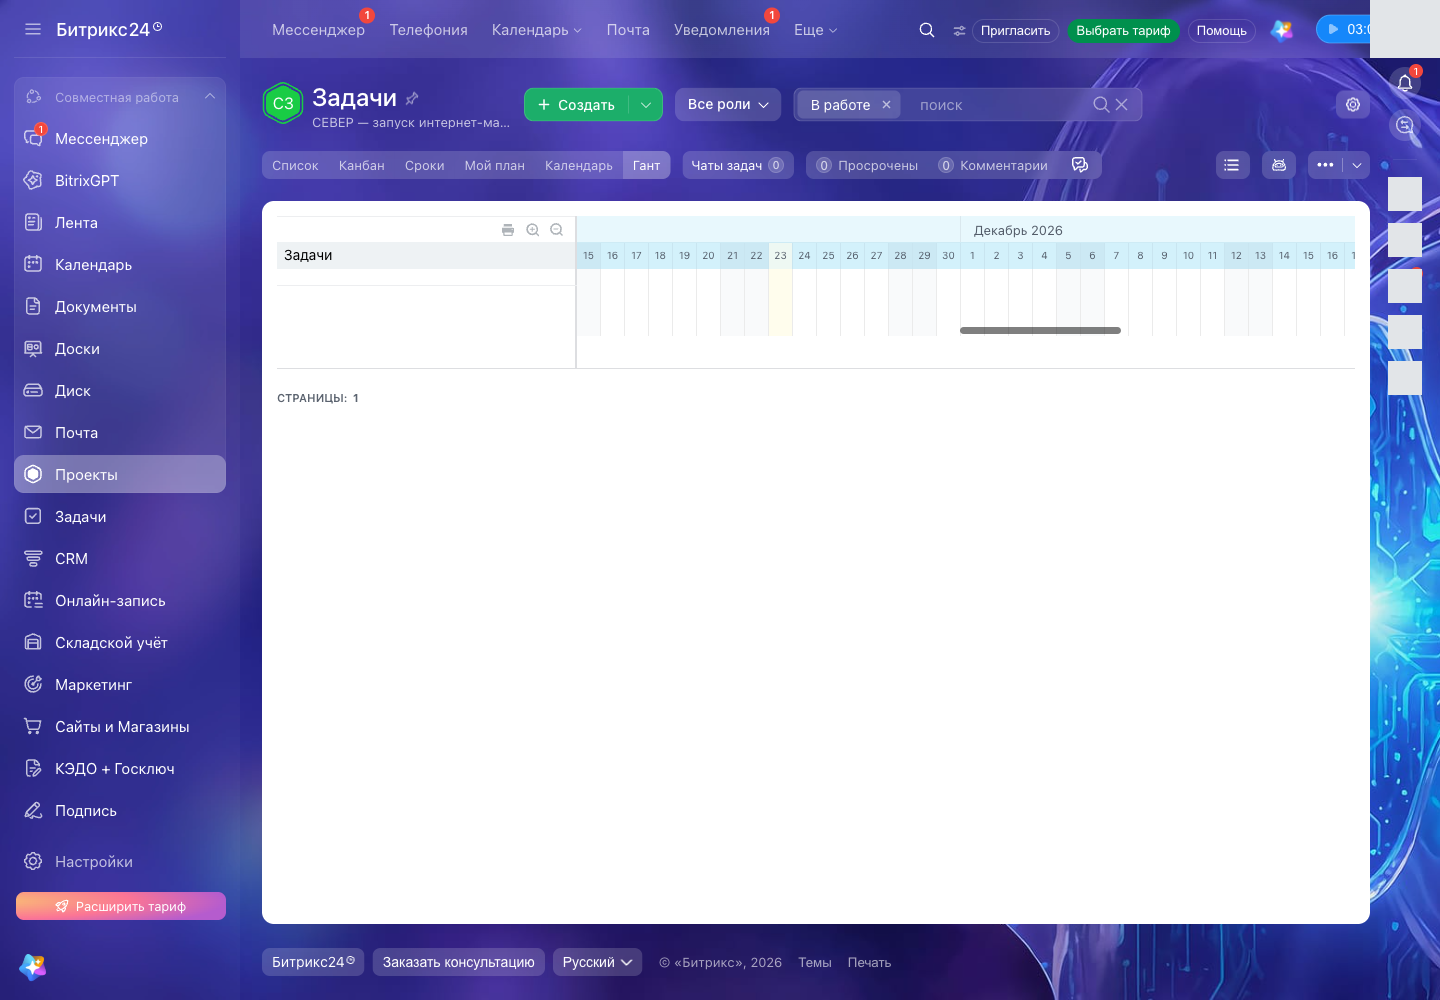 Битрикс24
Мессенджер 1
Телефония
Календарь
Почта
Уведомления 1
Еще
Пригласить
Выбрать тариф
Помощь
Совместная работа
1
Мессенджер
BitrixGPT
Лента
Календарь
Документы
Доски
Диск
Почта
Проекты
Задачи
CRM
Онлайн-запись
Складской учёт
Маркетинг
Сайты и Магазины
КЭДО + Госключ
Подпись
Настройки
Расширить тариф
СЗ
Задачи
СЕВЕР — запуск интернет-ма...
Создать
Все роли
В работе
поиск
1
Список Канбан Сроки Мой план Календарь Гант
Чаты задач 0
0 Просрочены 0 Комментарии
Декабрь 2026
Задачи
15 16 17 18 19 20 21 22 23 24 25 26 27 28 29 30 1 2 3 4 5 6 7 8 9 10 11 12 13 14 15 16
СТРАНИЦЫ: 1
Битрикс24
Заказать консультацию
Русский
© «Битрикс», 2026
Темы
Печать